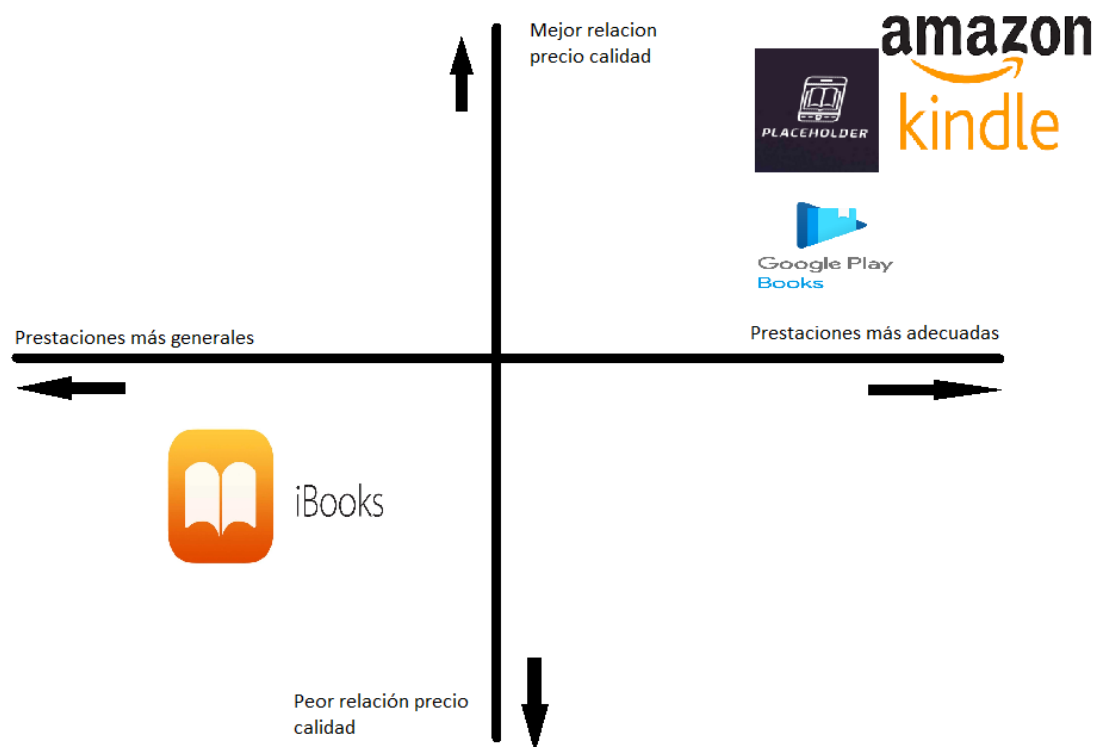 Mejor relacion
precio calidad
amazon
kindle
PLACEHOLDER
Google Play
Books
Prestaciones más generales
Prestaciones más adecuadas
iBooks
Peor relación precio
calidad